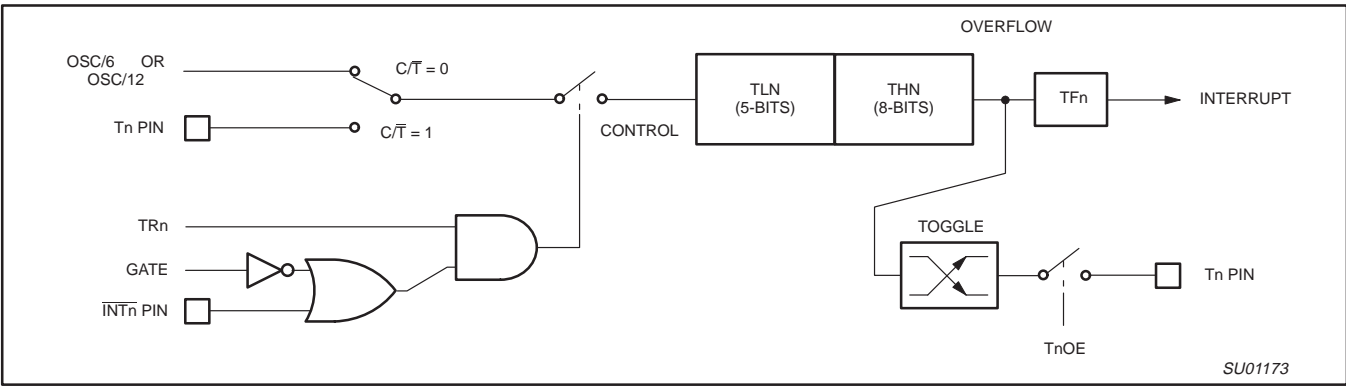 OVERFLOW
OSC/6 OR
OSC/12
C/T̅ = 0
TLN
(5-BITS)
THN
(8-BITS)
TFn
INTERRUPT
Tn PIN
C/T̅ = 1
CONTROL
TRn
TOGGLE
GATE
Tn PIN
I̅N̅T̅n̅ PIN
TnOE
SU01173